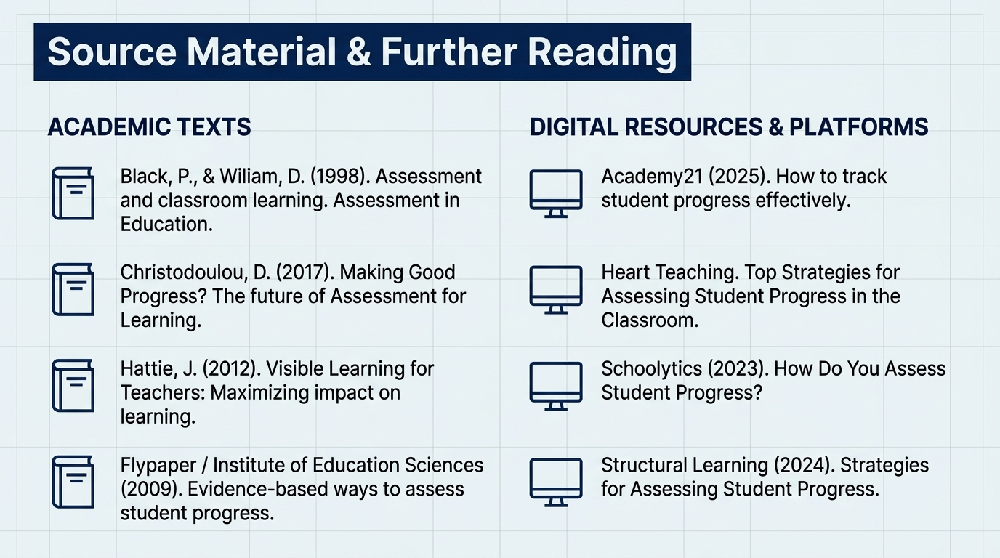 Source Material & Further Reading
ACADEMIC TEXTS
Black, P., & Wiliam, D. (1998). Assessment
and classroom learning. Assessment in
Education.
Christodoulou, D. (2017). Making Good
Progress? The future of Assessment for
Learning.
Hattie, J. (2012). Visible Learning for
Teachers: Maximizing impact on
learning.
Flypaper / Institute of Education Sciences
(2009). Evidence-based ways to assess
student progress.
DIGITAL RESOURCES & PLATFORMS
Academy21 (2025). How to track
student progress effectively.
Heart Teaching. Top Strategies for
Assessing Student Progress in the
Classroom.
Schoolytics (2023). How Do You Assess
Student Progress?
Structural Learning (2024). Strategies
for Assessing Student Progress.